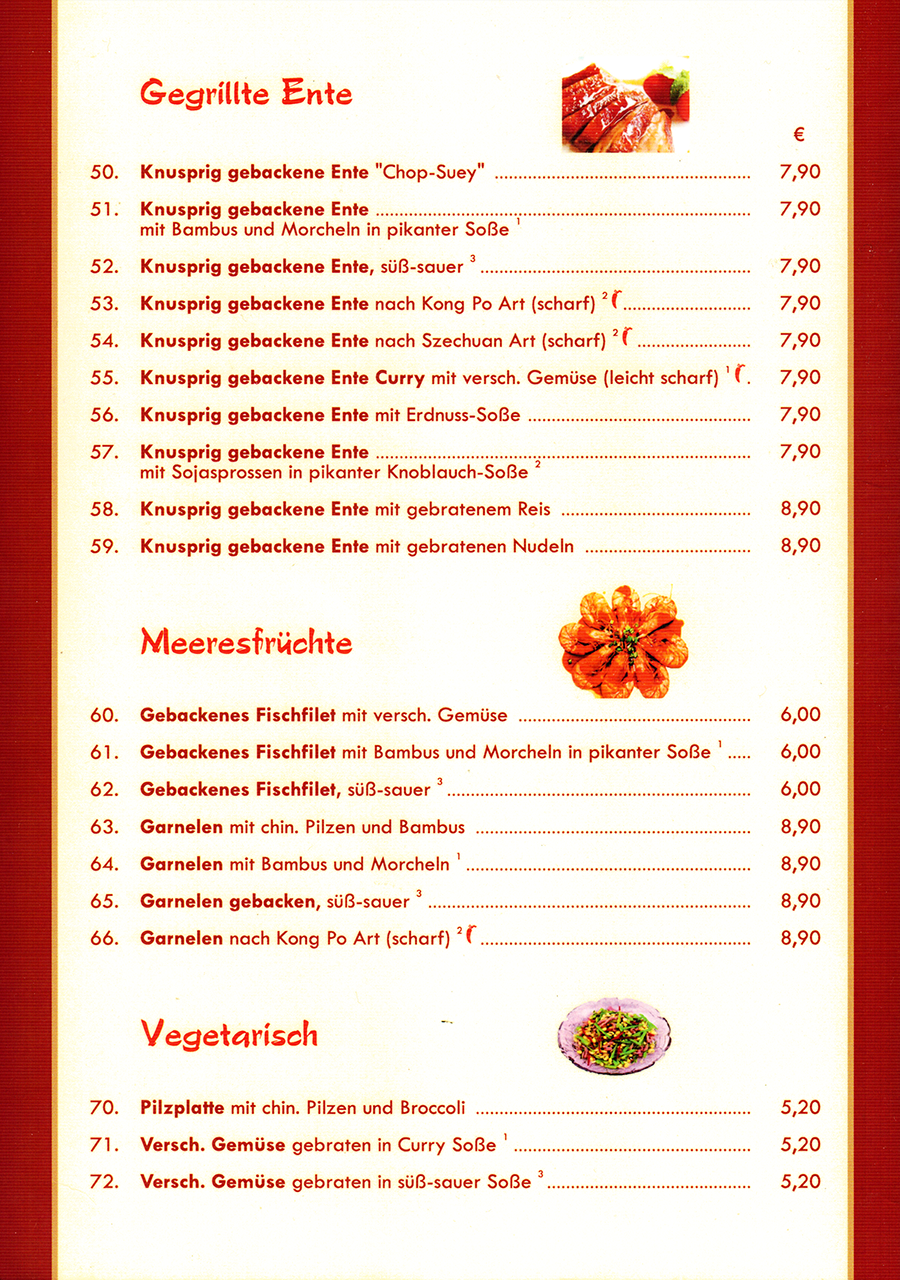 Gegrillte Ente
€
50. Knusprig gebackene Ente "Chop-Suey" 7,90
51. Knusprig gebackene Ente 7,90
mit Bambus und Morcheln in pikanter Soße ¹
52. Knusprig gebackene Ente, süß-sauer ³ 7,90
53. Knusprig gebackene Ente nach Kong Po Art (scharf) ² 7,90
54. Knusprig gebackene Ente nach Szechuan Art (scharf) ² 7,90
55. Knusprig gebackene Ente Curry mit versch. Gemüse (leicht scharf) ¹ 7,90
56. Knusprig gebackene Ente mit Erdnuss-Soße 7,90
57. Knusprig gebackene Ente 7,90
mit Sojasprossen in pikanter Knoblauch-Soße ²
58. Knusprig gebackene Ente mit gebratenem Reis 8,90
59. Knusprig gebackene Ente mit gebratenen Nudeln 8,90
Meeresfrüchte
60. Gebackenes Fischfilet mit versch. Gemüse 6,00
61. Gebackenes Fischfilet mit Bambus und Morcheln in pikanter Soße ¹ 6,00
62. Gebackenes Fischfilet, süß-sauer ³ 6,00
63. Garnelen mit chin. Pilzen und Bambus 8,90
64. Garnelen mit Bambus und Morcheln ¹ 8,90
65. Garnelen gebacken, süß-sauer ³ 8,90
66. Garnelen nach Kong Po Art (scharf) ² 8,90
Vegetarisch
70. Pilzplatte mit chin. Pilzen und Broccoli 5,20
71. Versch. Gemüse gebraten in Curry Soße ¹ 5,20
72. Versch. Gemüse gebraten in süß-sauer Soße ³ 5,20